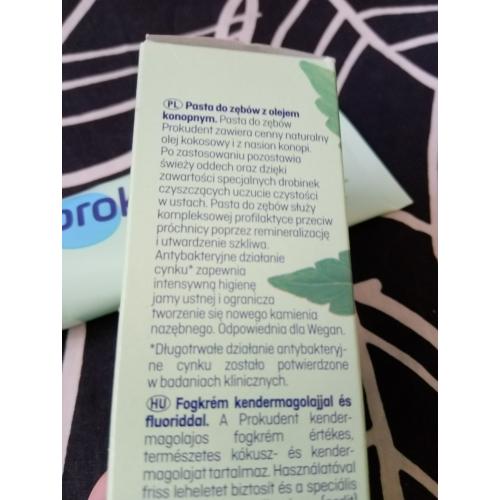 prok
PL Pasta do zębów z olejem
konopnym. Pasta do zębów
Prokudent zawiera cenny naturalny
olej kokosowy i z nasion konopi.
Po zastosowaniu pozostawia
świeży oddech oraz dzięki
zawartości specjalnych drobinek
czyszczących uczucie czystości
w ustach. Pasta do zębów służy
kompleksowej profilaktyce przeciw
próchnicy poprzez remineralizację
i utwardzenie szkliwa.
Antybakteryjne działanie
cynku* zapewnia
intensywną higienę
jamy ustnej i ogranicza
tworzenie się nowego kamienia
nazębnego. Odpowiednia dla Wegan.
*Długotrwałe działanie antybakteryj-
ne cynku zostało potwierdzone
w badaniach klinicznych.
HU Fogkrém kendermagolajjal és
fluoriddal. A Prokudent kender-
magolajos fogkrém értékes,
természetes kókusz- és kender-
magolajat tartalmaz. Használatával
friss leheletet biztosít és a speciális